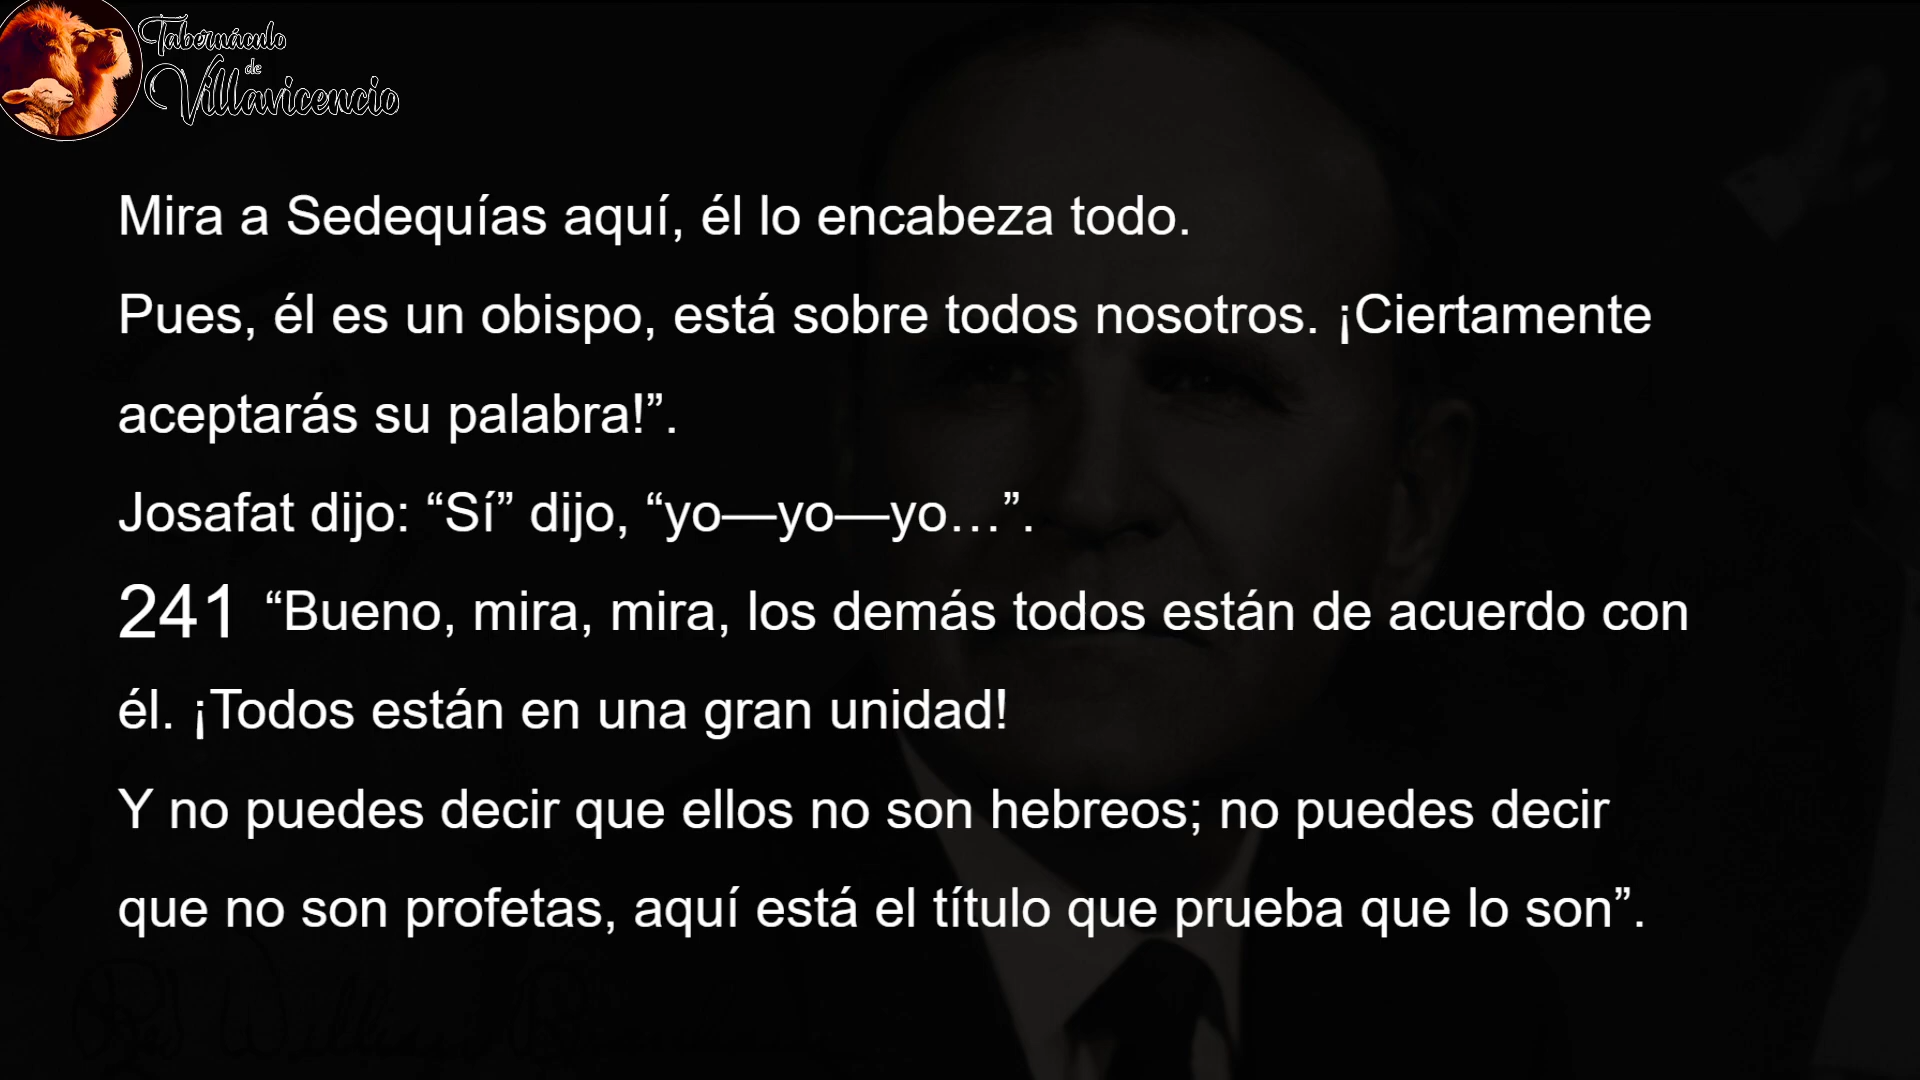 Tabernáculo
de
Villavicencio
Mira a Sedequías aquí, él lo encabeza todo.
Pues, él es un obispo, está sobre todos nosotros. ¡Ciertamente
aceptarás su palabra!”.
Josafat dijo: “Sí” dijo, “yo—yo—yo…”.
241 “Bueno, mira, mira, los demás todos están de acuerdo con
él. ¡Todos están en una gran unidad!
Y no puedes decir que ellos no son hebreos; no puedes decir
que no son profetas, aquí está el título que prueba que lo son”.